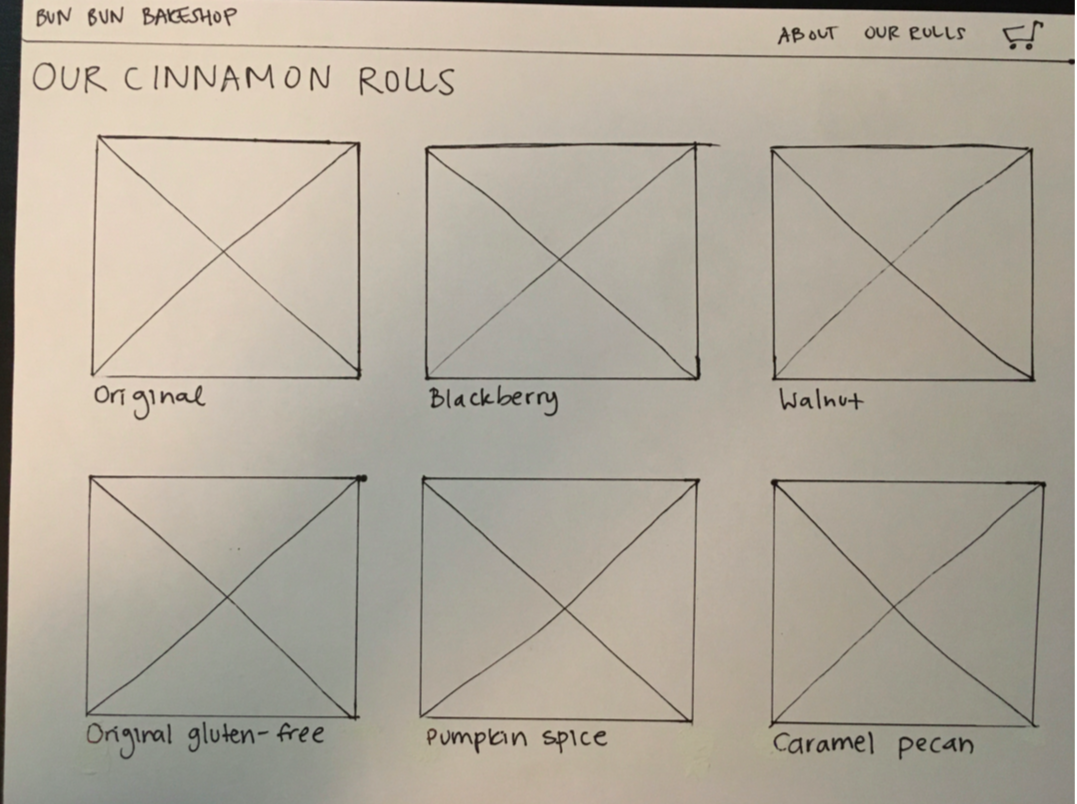 BUN BUN BAKESHOP
ABOUT OUR ROLLS
OUR CINNAMON ROLLS
Original
Blackberry
Walnut
Original gluten-free
Pumpkin spice
Caramel pecan